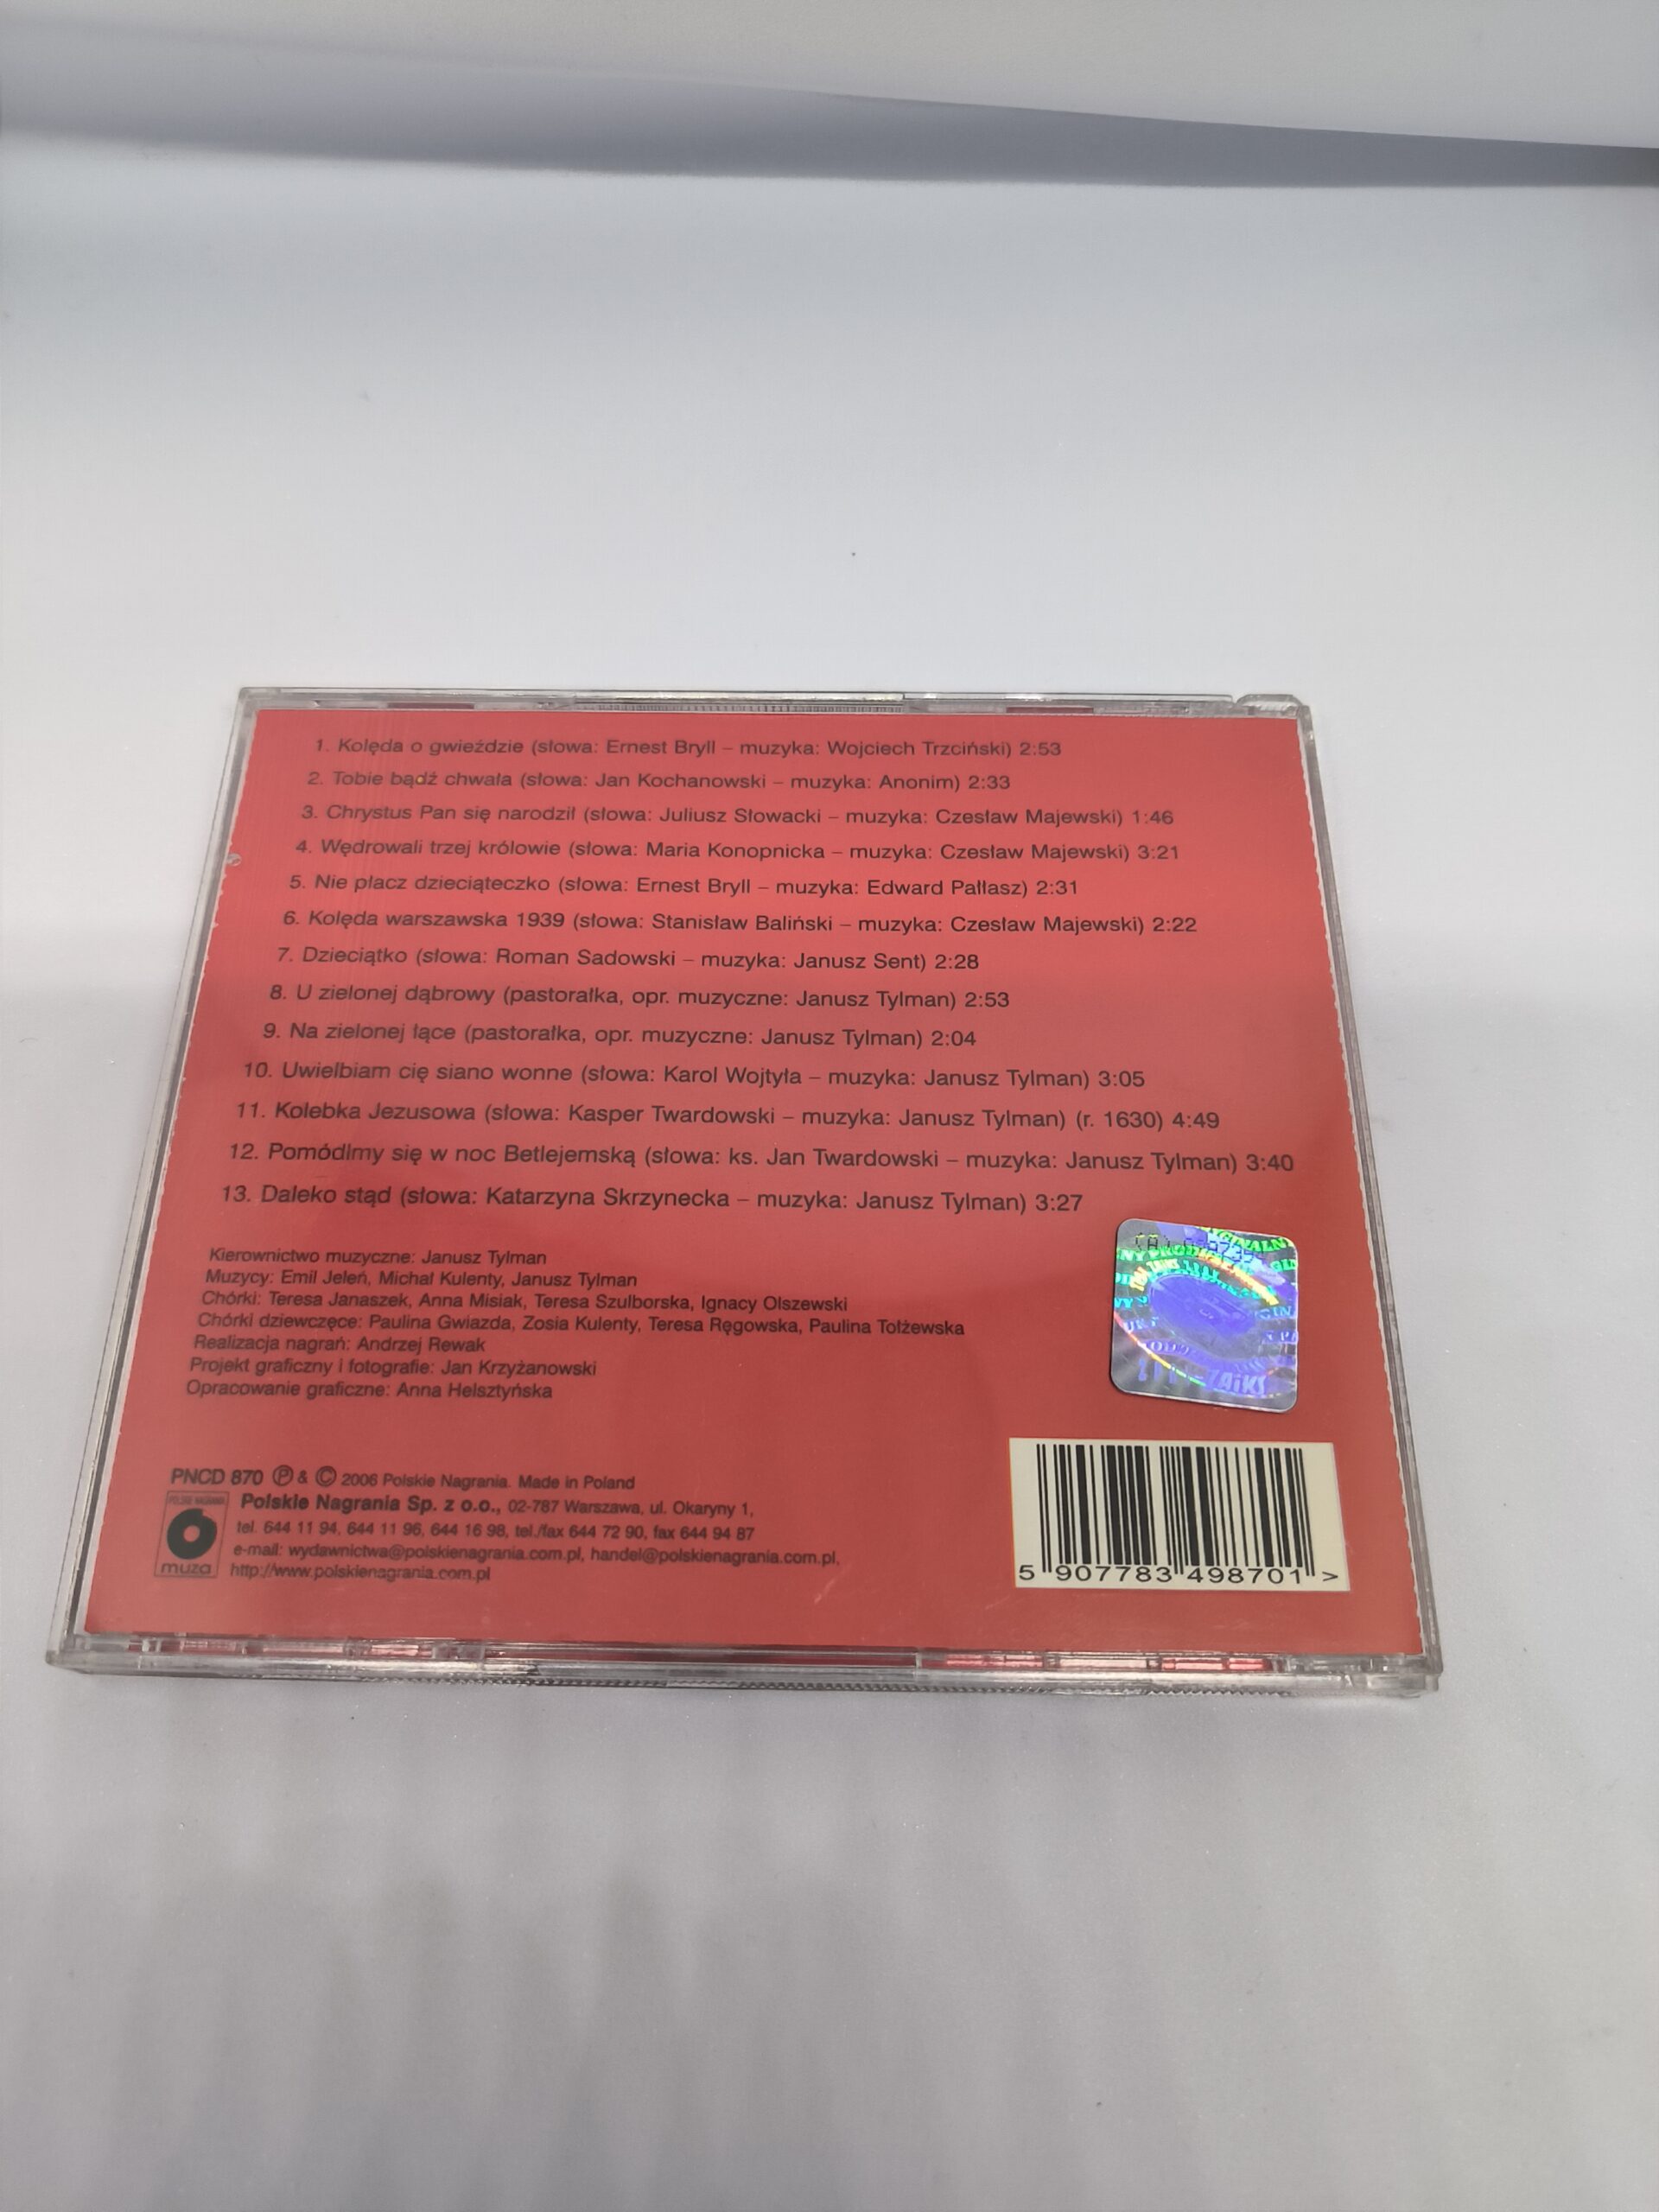 1. Kolęda o gwieździe (słowa: Ernest Bryll – muzyka: Wojciech Trzciński) 2:53
2. Tobie bądź chwała (słowa: Jan Kochanowski – muzyka: Anonim) 2:33
3. Chrystus Pan się narodził (słowa: Juliusz Słowacki – muzyka: Czesław Majewski) 1:46
4. Wędrowali trzej królowie (słowa: Maria Konopnicka – muzyka: Czesław Majewski) 3:21
5. Nie płacz dzieciąteczko (słowa: Ernest Bryll – muzyka: Edward Pałłasz) 2:31
6. Kolęda warszawska 1939 (słowa: Stanisław Baliński – muzyka: Czesław Majewski) 2:22
7. Dzieciątko (słowa: Roman Sadowski – muzyka: Janusz Sent) 2:28
8. U zielonej dąbrowy (pastorałka, opr. muzyczne: Janusz Tylman) 2:53
9. Na zielonej łące (pastorałka, opr. muzyczne: Janusz Tylman) 2:04
10. Uwielbiam cię siano wonne (słowa: Karol Wojtyła – muzyka: Janusz Tylman) 3:05
11. Kolebka Jezusowa (słowa: Kasper Twardowski – muzyka: Janusz Tylman) (r. 1630) 4:49
12. Pomódlmy się w noc Betlejemską (słowa: ks. Jan Twardowski – muzyka: Janusz Tylman) 3:40
13. Daleko stąd (słowa: Katarzyna Skrzynecka – muzyka: Janusz Tylman) 3:27
Kierownictwo muzyczne: Janusz Tylman
Muzycy: Emil Jeleń, Michał Kulenty, Janusz Tylman
Chórki: Teresa Janaszek, Anna Misiak, Teresa Szulborska, Ignacy Olszewski
Chórki dziewczęce: Paulina Gwiazda, Zosia Kulenty, Teresa Ręgowska, Paulina Tołżewska
Realizacja nagrań: Andrzej Rewak
Projekt graficzny i fotografie: Jan Krzyżanowski
Opracowanie graficzne: Anna Helsztyńska
PNCD 870 ℗ & © 2006 Polskie Nagrania. Made in Poland
Polskie Nagrania Sp. z o.o., 02-787 Warszawa, ul. Okaryny 1,
tel. 644 11 94, 644 11 96, 644 16 98, tel./fax 644 72 90, fax 644 94 87
e-mail: wydawnictwa@polskienagrania.com.pl, handel@polskienagrania.com.pl,
http://www.polskienagrania.com.pl
POLSKIE NAGRANIA
muza
ZAiKS
5 907783 498701 >